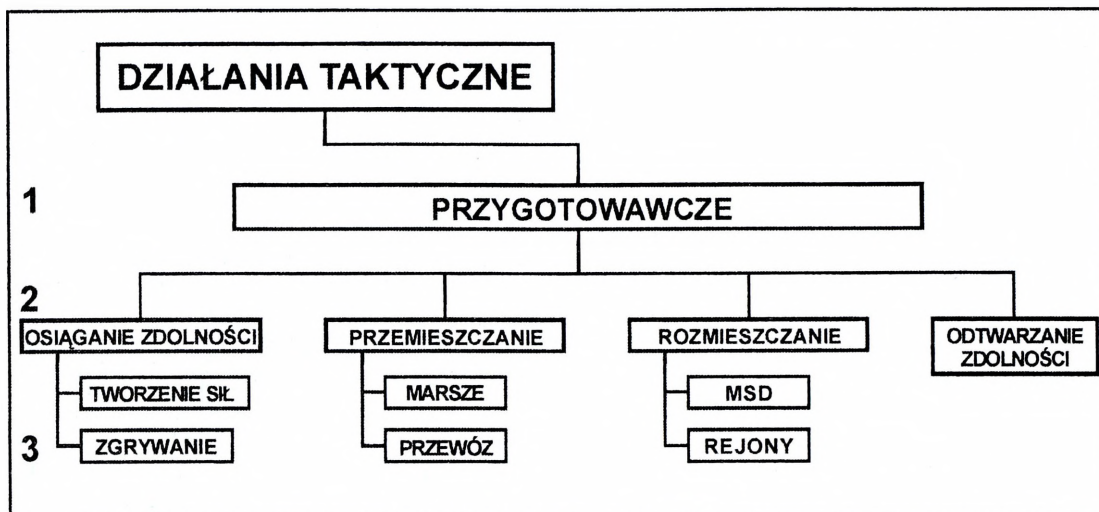 DZIAŁANIA TAKTYCZNE
1
PRZYGOTOWAWCZE
2
OSIĄGANIE ZDOLNOŚCI
PRZEMIESZCZANIE
ROZMIESZCZANIE
ODTWARZANIE
ZDOLNOŚCI
TWORZENIE SIŁ
MARSZE
MSD
3
ZGRYWANIE
PRZEWÓZ
REJONY